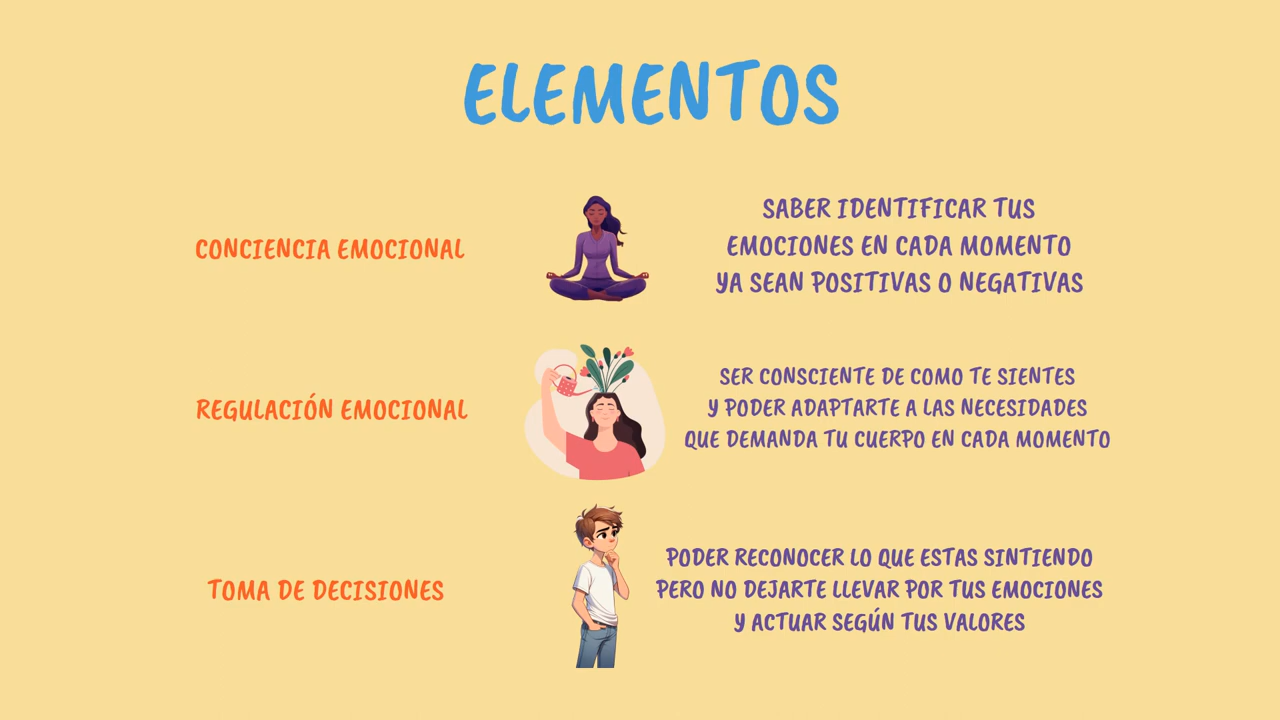 ELEMENTOS
CONCIENCIA EMOCIONAL
SABER IDENTIFICAR TUS
EMOCIONES EN CADA MOMENTO
YA SEAN POSITIVAS O NEGATIVAS
REGULACIÓN EMOCIONAL
SER CONSCIENTE DE COMO TE SIENTES
Y PODER ADAPTARTE A LAS NECESIDADES
QUE DEMANDA TU CUERPO EN CADA MOMENTO
TOMA DE DECISIONES
PODER RECONOCER LO QUE ESTAS SINTIENDO
PERO NO DEJARTE LLEVAR POR TUS EMOCIONES
Y ACTUAR SEGÚN TUS VALORES